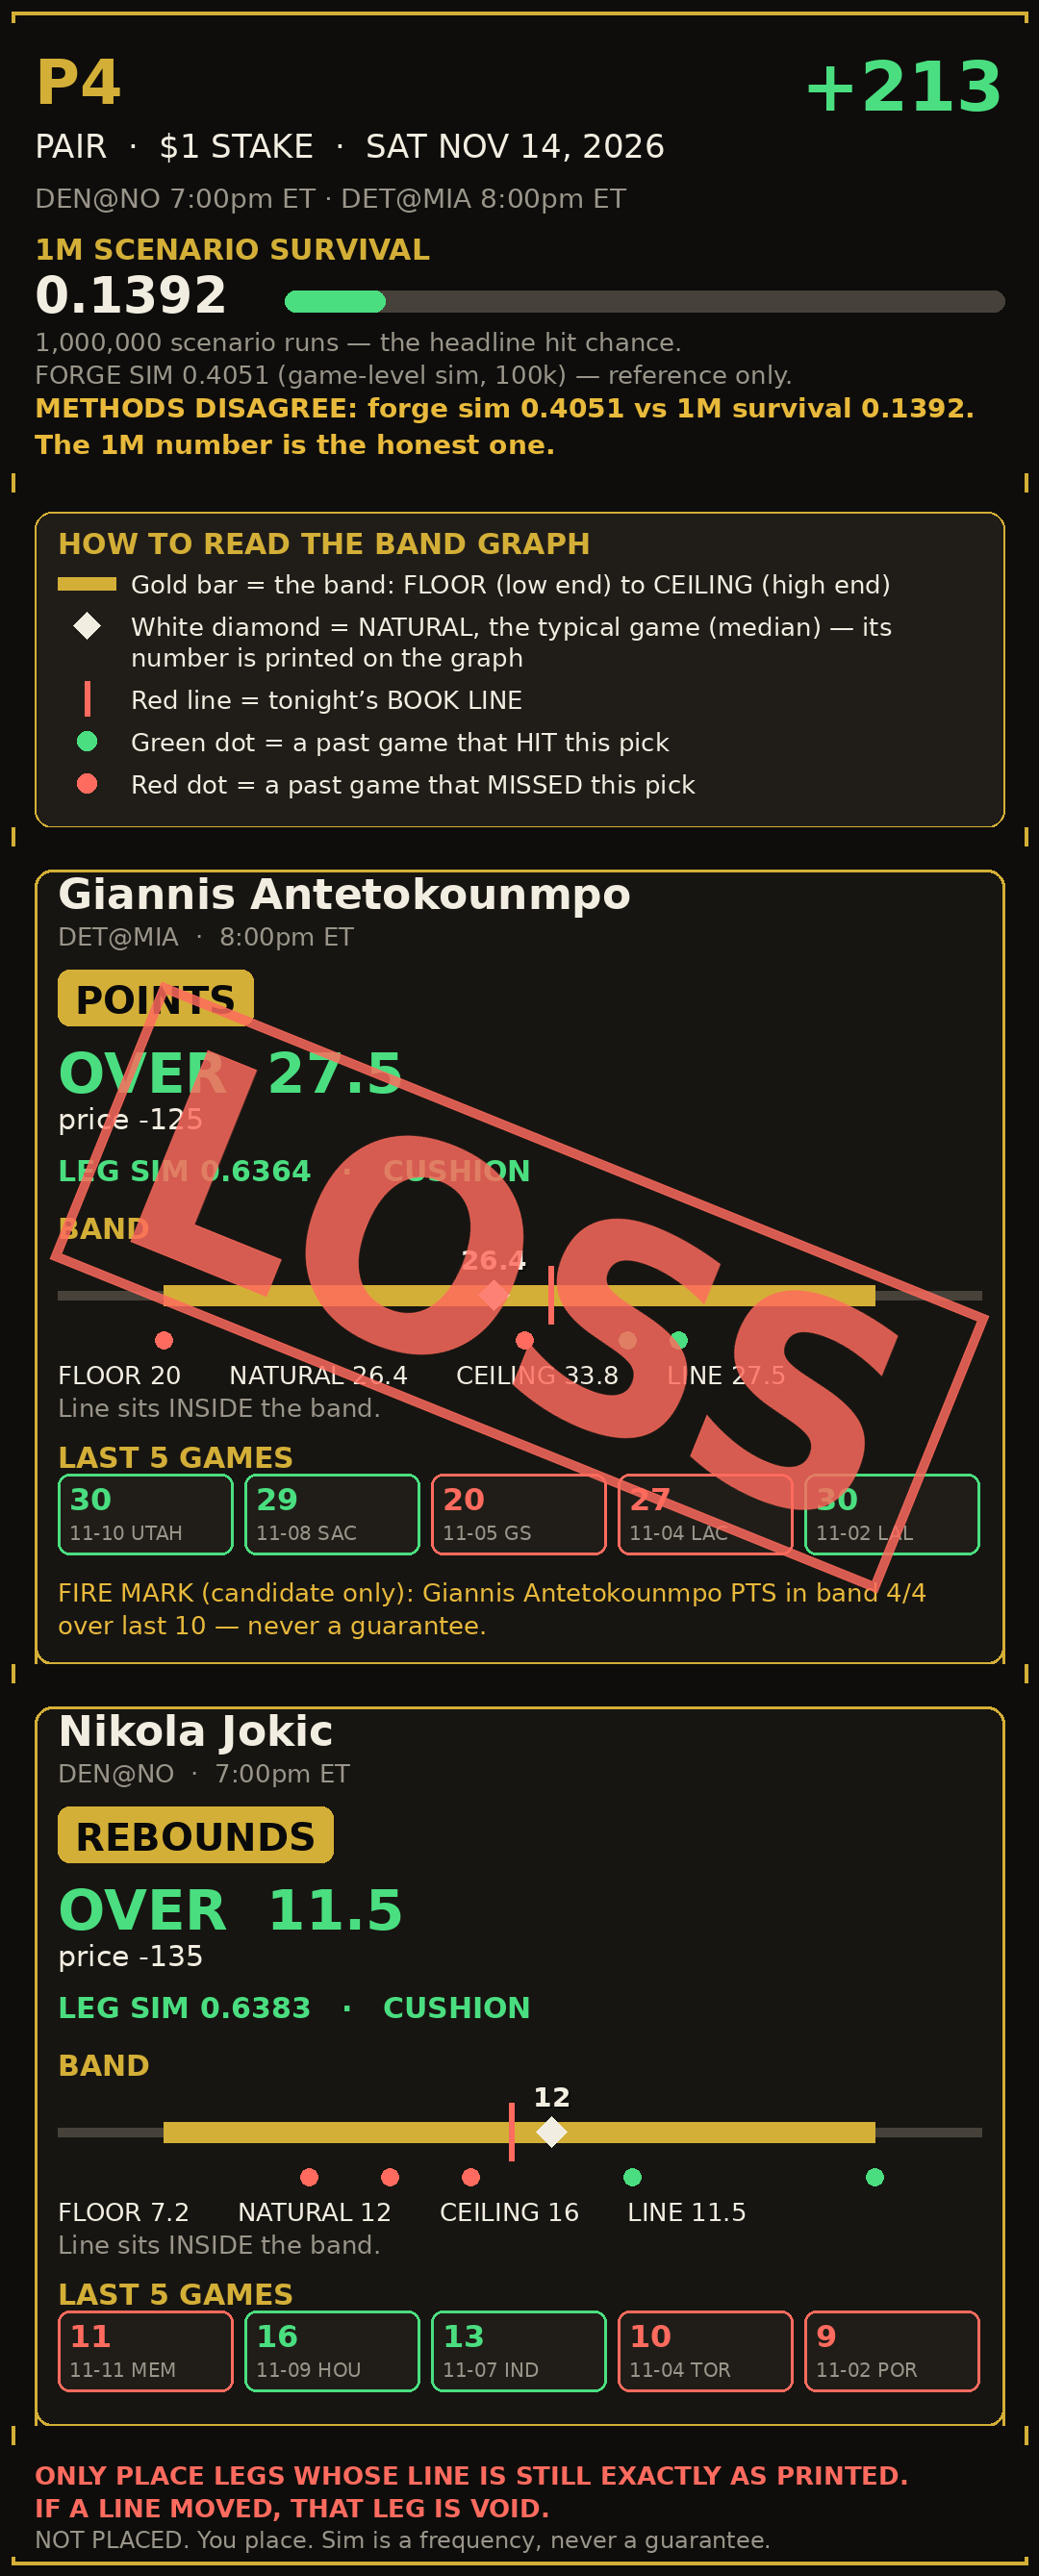 P4
+213
PAIR · $1 STAKE · SAT NOV 14, 2026
DEN@NO 7:00pm ET · DET@MIA 8:00pm ET
1M SCENARIO SURVIVAL
0.1392
1,000,000 scenario runs — the headline hit chance.
FORGE SIM 0.4051 (game-level sim, 100k) — reference only.
METHODS DISAGREE: forge sim 0.4051 vs 1M survival 0.1392.
The 1M number is the honest one.
HOW TO READ THE BAND GRAPH
Gold bar = the band: FLOOR (low end) to CEILING (high end)
White diamond = NATURAL, the typical game (median) — its
number is printed on the graph
Red line = tonight’s BOOK LINE
Green dot = a past game that HIT this pick
Red dot = a past game that MISSED this pick
Giannis Antetokounmpo
DET@MIA · 8:00pm ET
POINTS
OVER 27.5
price -125
LEG SIM 0.6364 · CUSHION
BAND
26.4
FLOOR 20 NATURAL 26.4 CEILING 33.8 LINE 27.5
Line sits INSIDE the band.
LAST 5 GAMES
30 29 20 27 30
11-10 UTAH 11-08 SAC 11-05 GS 11-04 LAC 11-02 LAL
LOSS
FIRE MARK (candidate only): Giannis Antetokounmpo PTS in band 4/4
over last 10 — never a guarantee.
Nikola Jokic
DEN@NO · 7:00pm ET
REBOUNDS
OVER 11.5
price -135
LEG SIM 0.6383 · CUSHION
BAND
12
FLOOR 7.2 NATURAL 12 CEILING 16 LINE 11.5
Line sits INSIDE the band.
LAST 5 GAMES
11 16 13 10 9
11-11 MEM 11-09 HOU 11-07 IND 11-04 TOR 11-02 POR
ONLY PLACE LEGS WHOSE LINE IS STILL EXACTLY AS PRINTED.
IF A LINE MOVED, THAT LEG IS VOID.
NOT PLACED. You place. Sim is a frequency, never a guarantee.